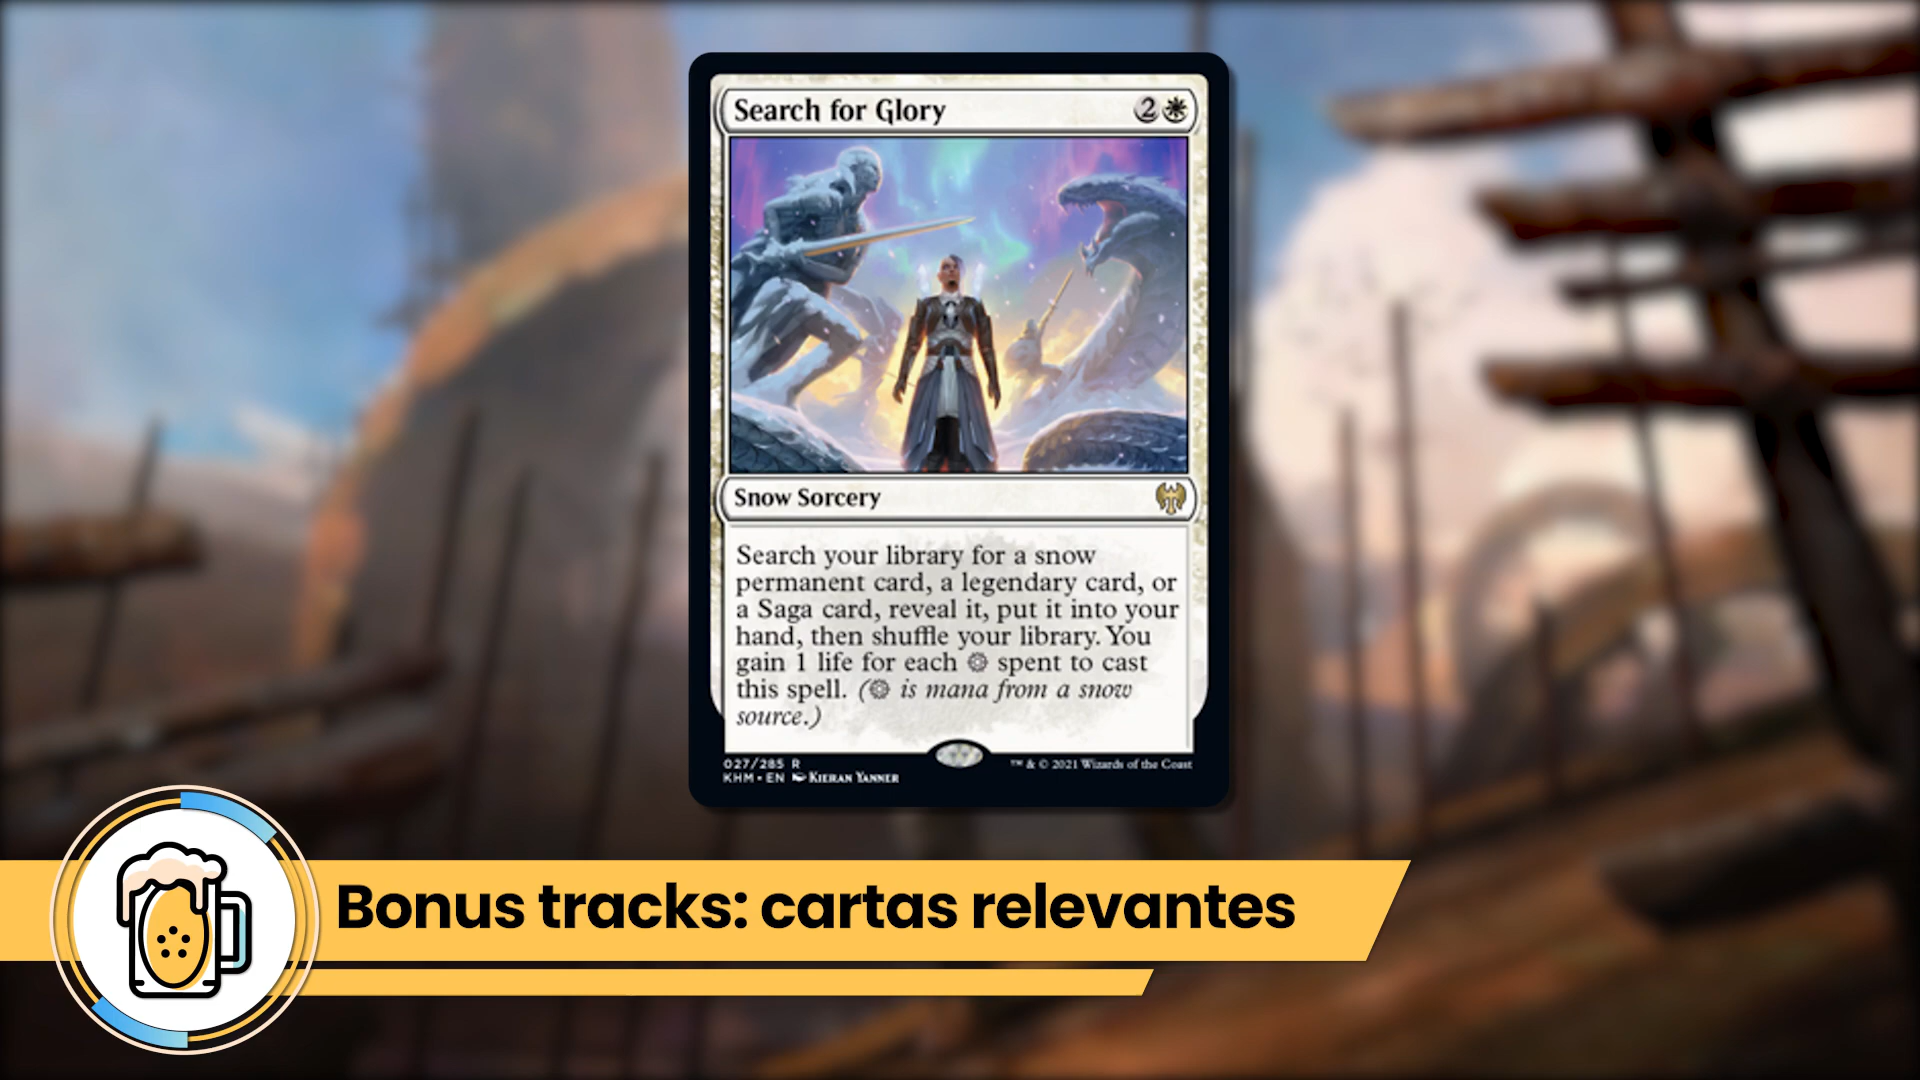 Search for Glory 2
Snow Sorcery
Search your library for a snow
permanent card, a legendary card, or
a Saga card, reveal it, put it into your
hand, then shuffle your library. You
gain 1 life for each spent to cast
this spell. ( is mana from a snow
source.)
027/285 R
KHM • EN KIERAN YANNER
™ & © 2021 Wizards of the Coast
Bonus tracks: cartas relevantes